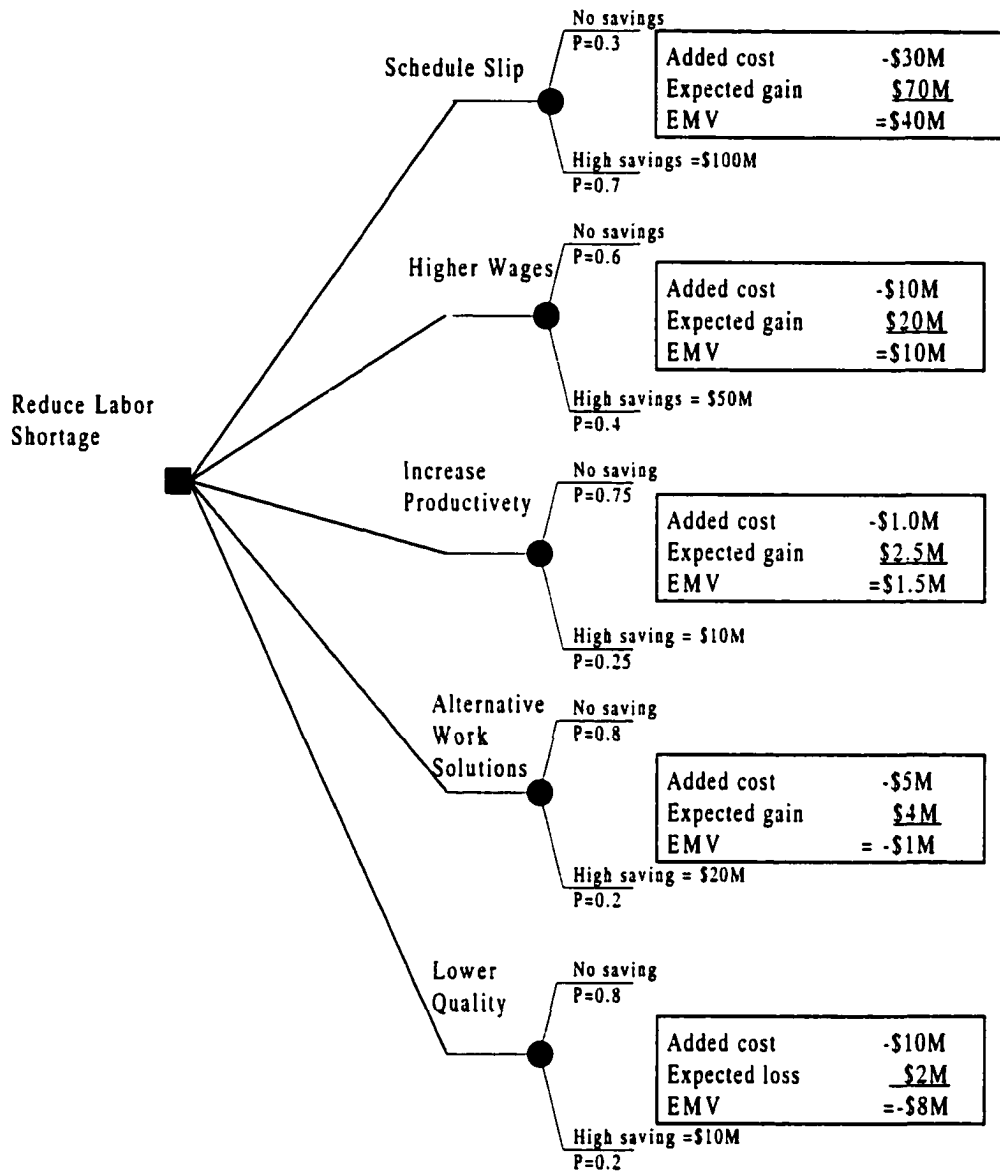 No savings
P=0.3
Schedule Slip
Added cost -$30M
Expected gain $70M
EMV =$40M
High savings =$100M
P=0.7
No savings
P=0.6
Higher Wages
Added cost -$10M
Expected gain $20M
EMV =$10M
High savings = $50M
P=0.4
Reduce Labor
Shortage
No saving
P=0.75
Increase
Productivety
Added cost -$1.0M
Expected gain $2.5M
EMV =$1.5M
High saving = $10M
P=0.25
No saving
P=0.8
Alternative
Work
Solutions
Added cost -$5M
Expected gain $4M
EMV = -$1M
High saving = $20M
P=0.2
No saving
P=0.8
Lower
Quality
Added cost -$10M
Expected loss $2M
EMV =-$8M
High saving =$10M
P=0.2